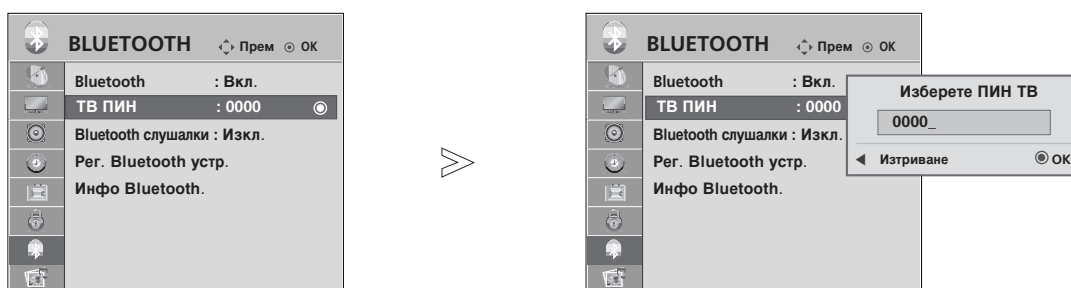 BLUETOOTH Прем OK
Bluetooth : Вкл.
ТВ ПИН : 0000
Bluetooth слушалки : Изкл.
Рег. Bluetooth устр.
Инфо Bluetooth.
BLUETOOTH Прем OK
Bluetooth : Вкл.
ТВ ПИН : 0000
Bluetooth слушалки : Изкл.
Рег. Bluetooth устр.
Инфо Bluetooth.
Изберете ПИН ТВ
0000_
Изтриване OK